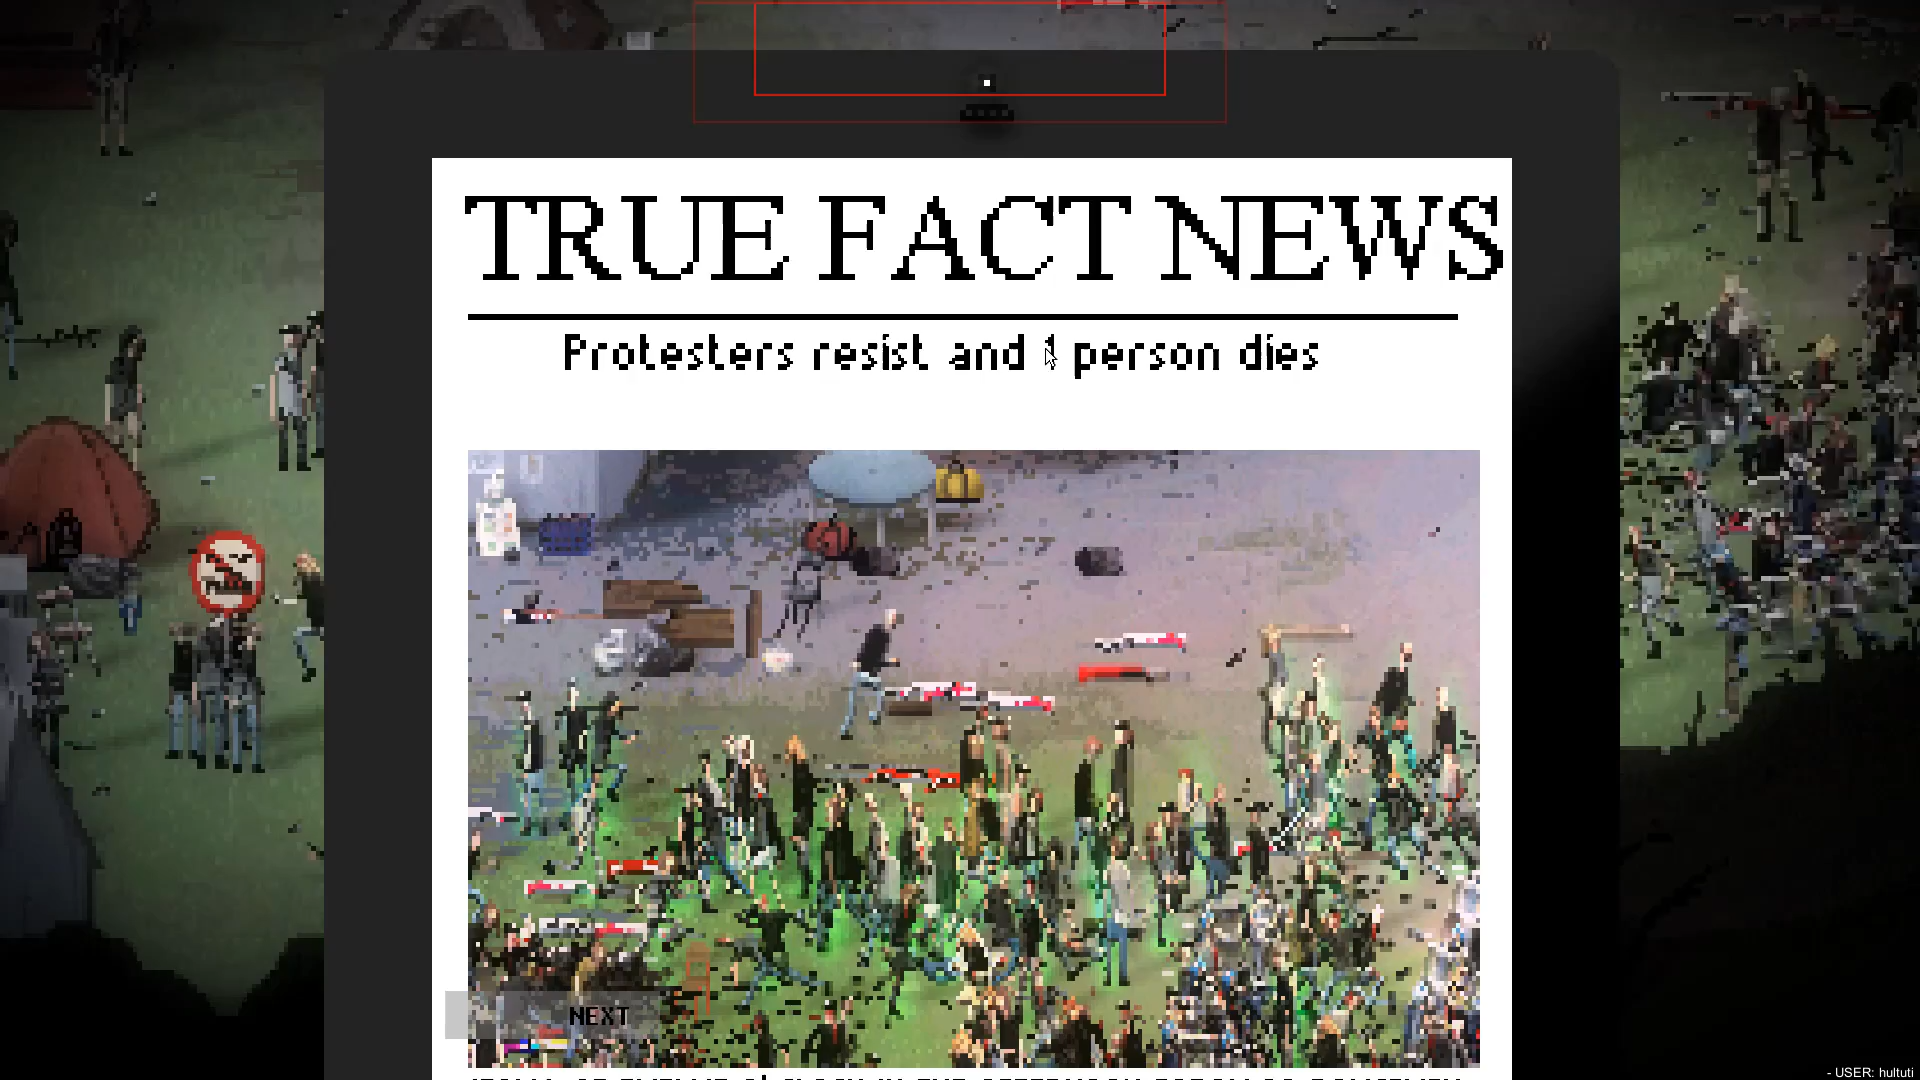 TRUE FACT NEWS
Protesters resist and 1 person dies
NEXT
- USER: hultuti